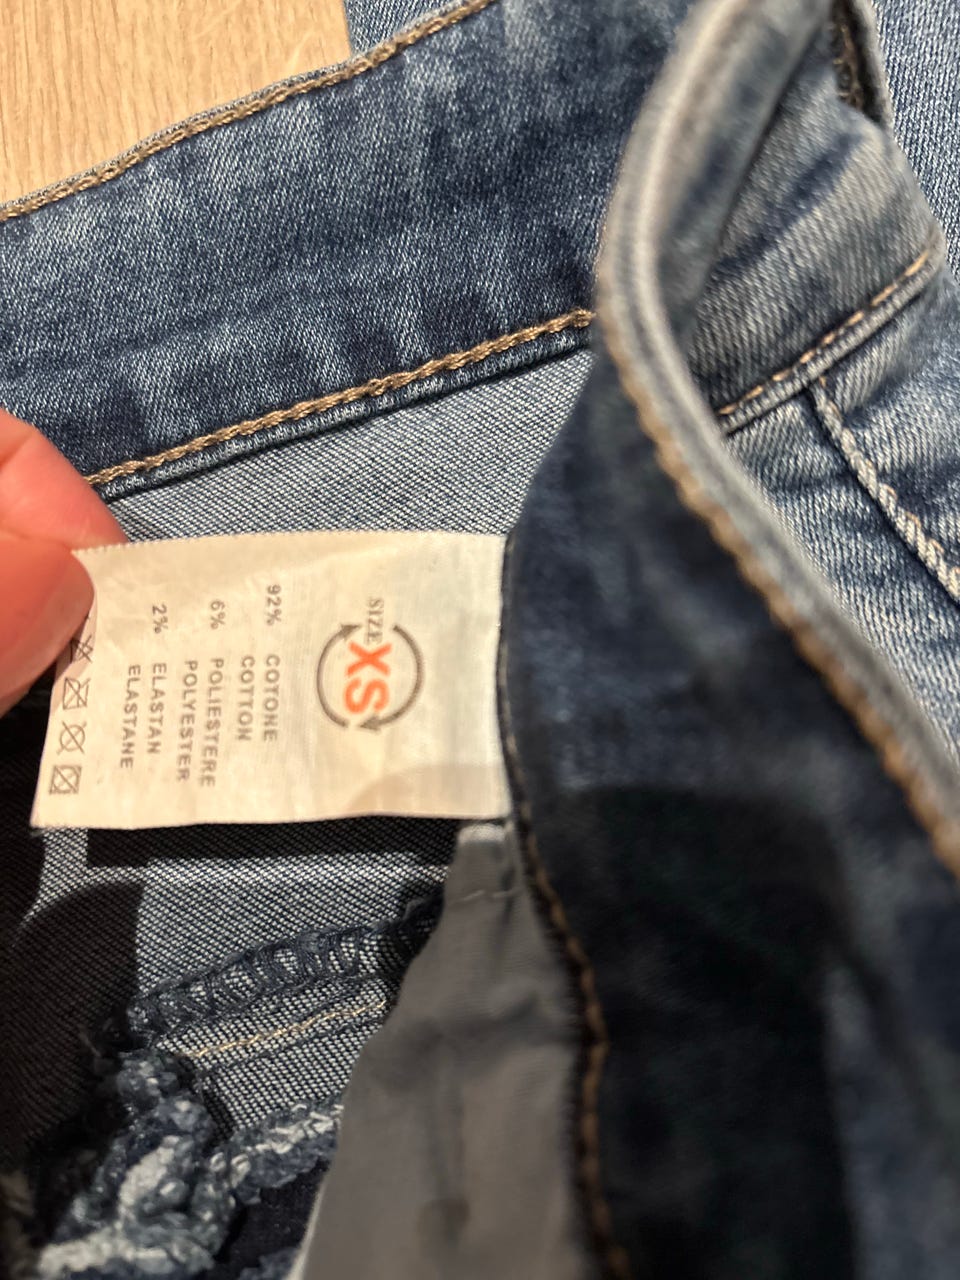 SIZE
XS
92% COTONE
COTTON
6% POLIESTERE
POLYESTER
2% ELASTAN
ELASTANE